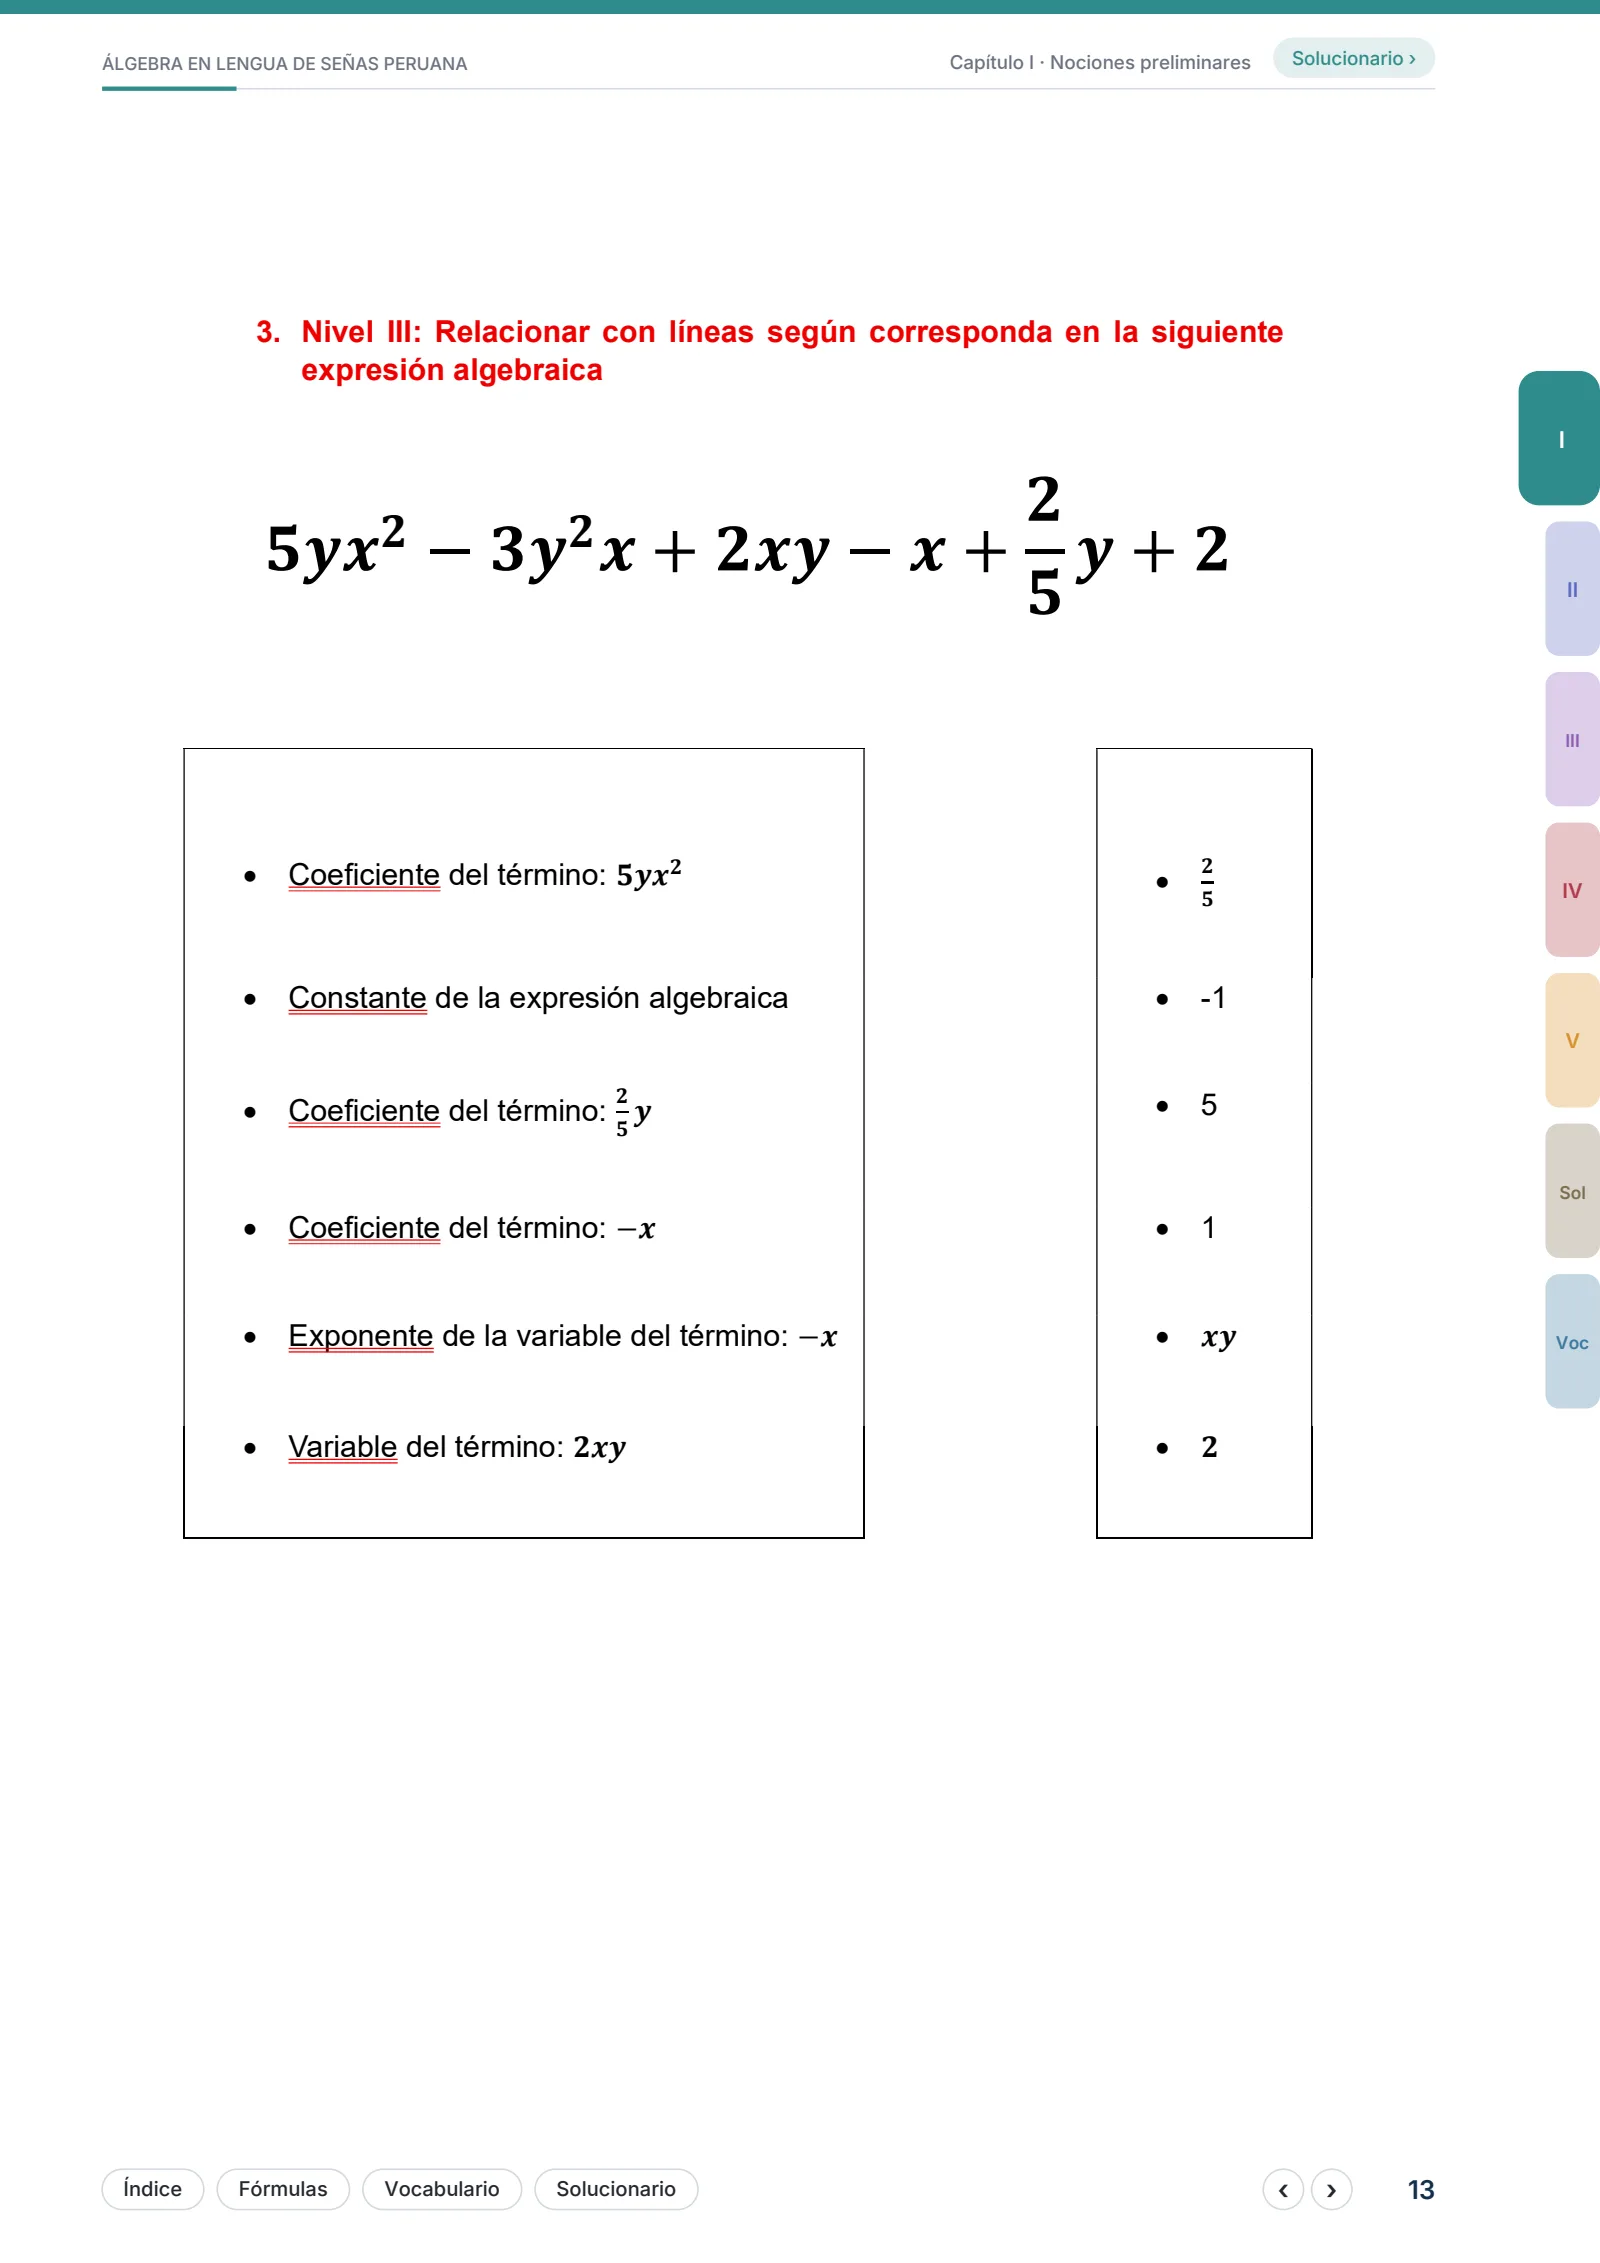 ÁLGEBRA EN LENGUA DE SEÑAS PERUANA
Capítulo I · Nociones preliminares
Solucionario ›
3. Nivel III: Relacionar con líneas según corresponda en la siguiente
expresión algebraica
5yx² − 3y²x + 2xy − x + 2/5 y + 2
• Coeficiente del término: 5yx²
• Constante de la expresión algebraica
• Coeficiente del término: 2/5 y
• Coeficiente del término: −x
• Exponente de la variable del término: −x
• Variable del término: 2xy
• 2/5
• -1
• 5
• 1
• xy
• 2
I
II
III
IV
V
Sol
Voc
Índice
Fórmulas
Vocabulario
Solucionario
‹
›
13